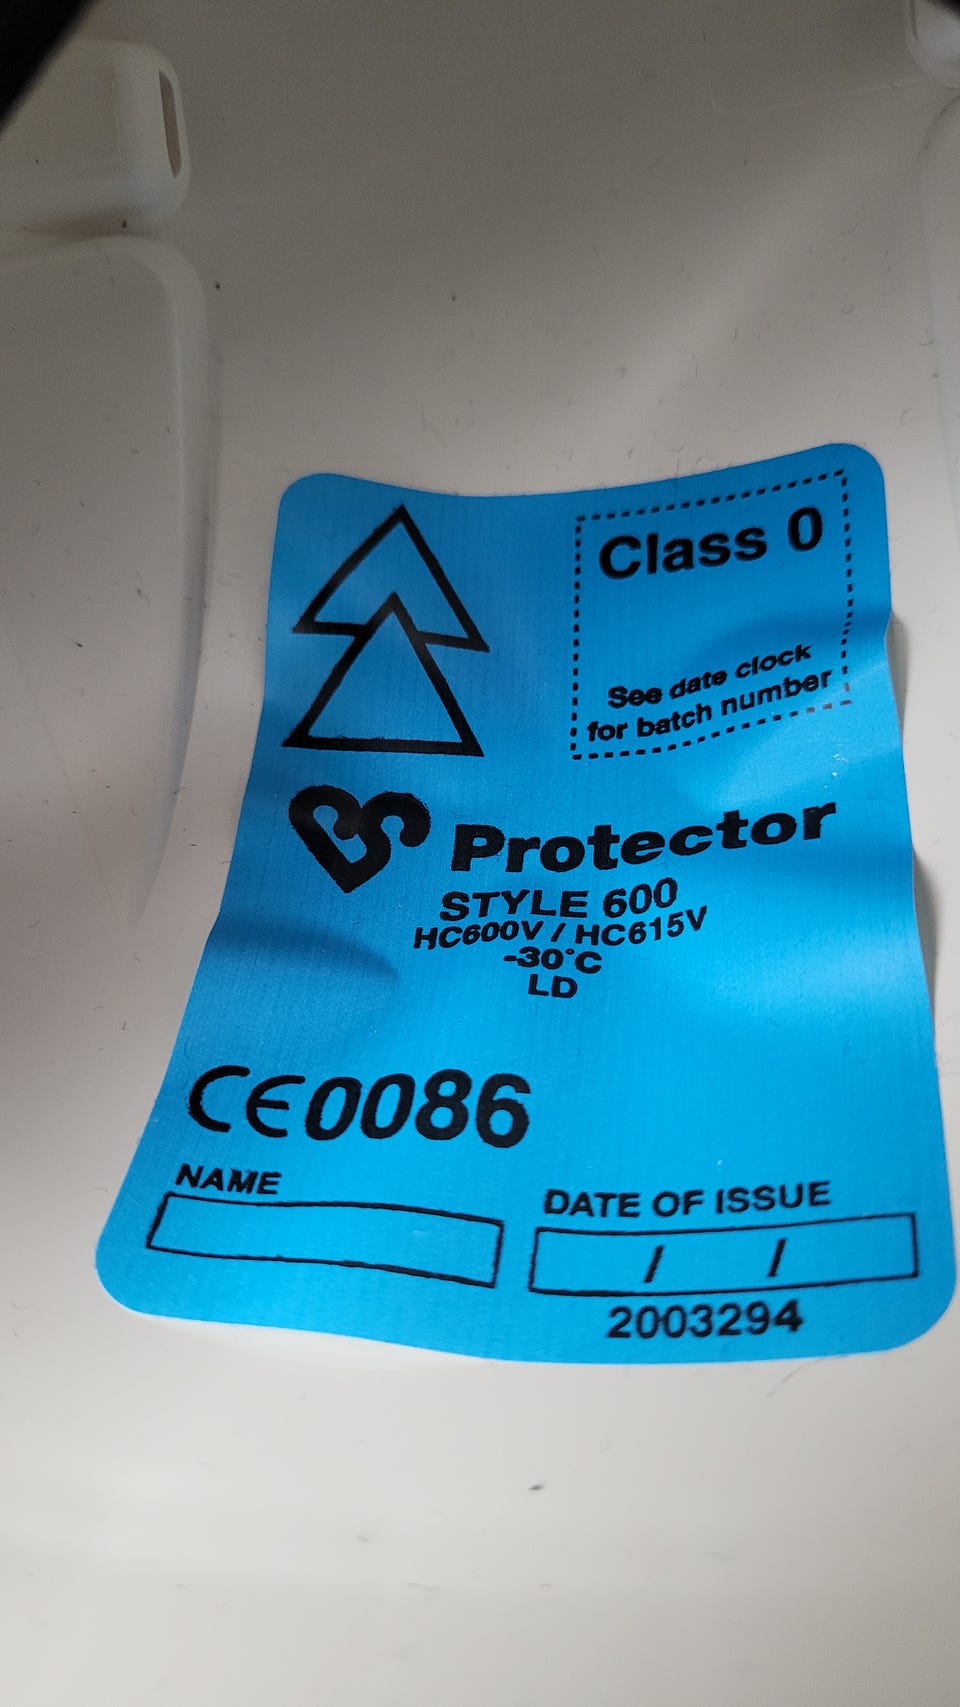 Class 0
See date clock
for batch number
Protector
STYLE 600
HC600V / HC615V
-30°C
LD
CE0086
NAME
DATE OF ISSUE
/ /
2003294